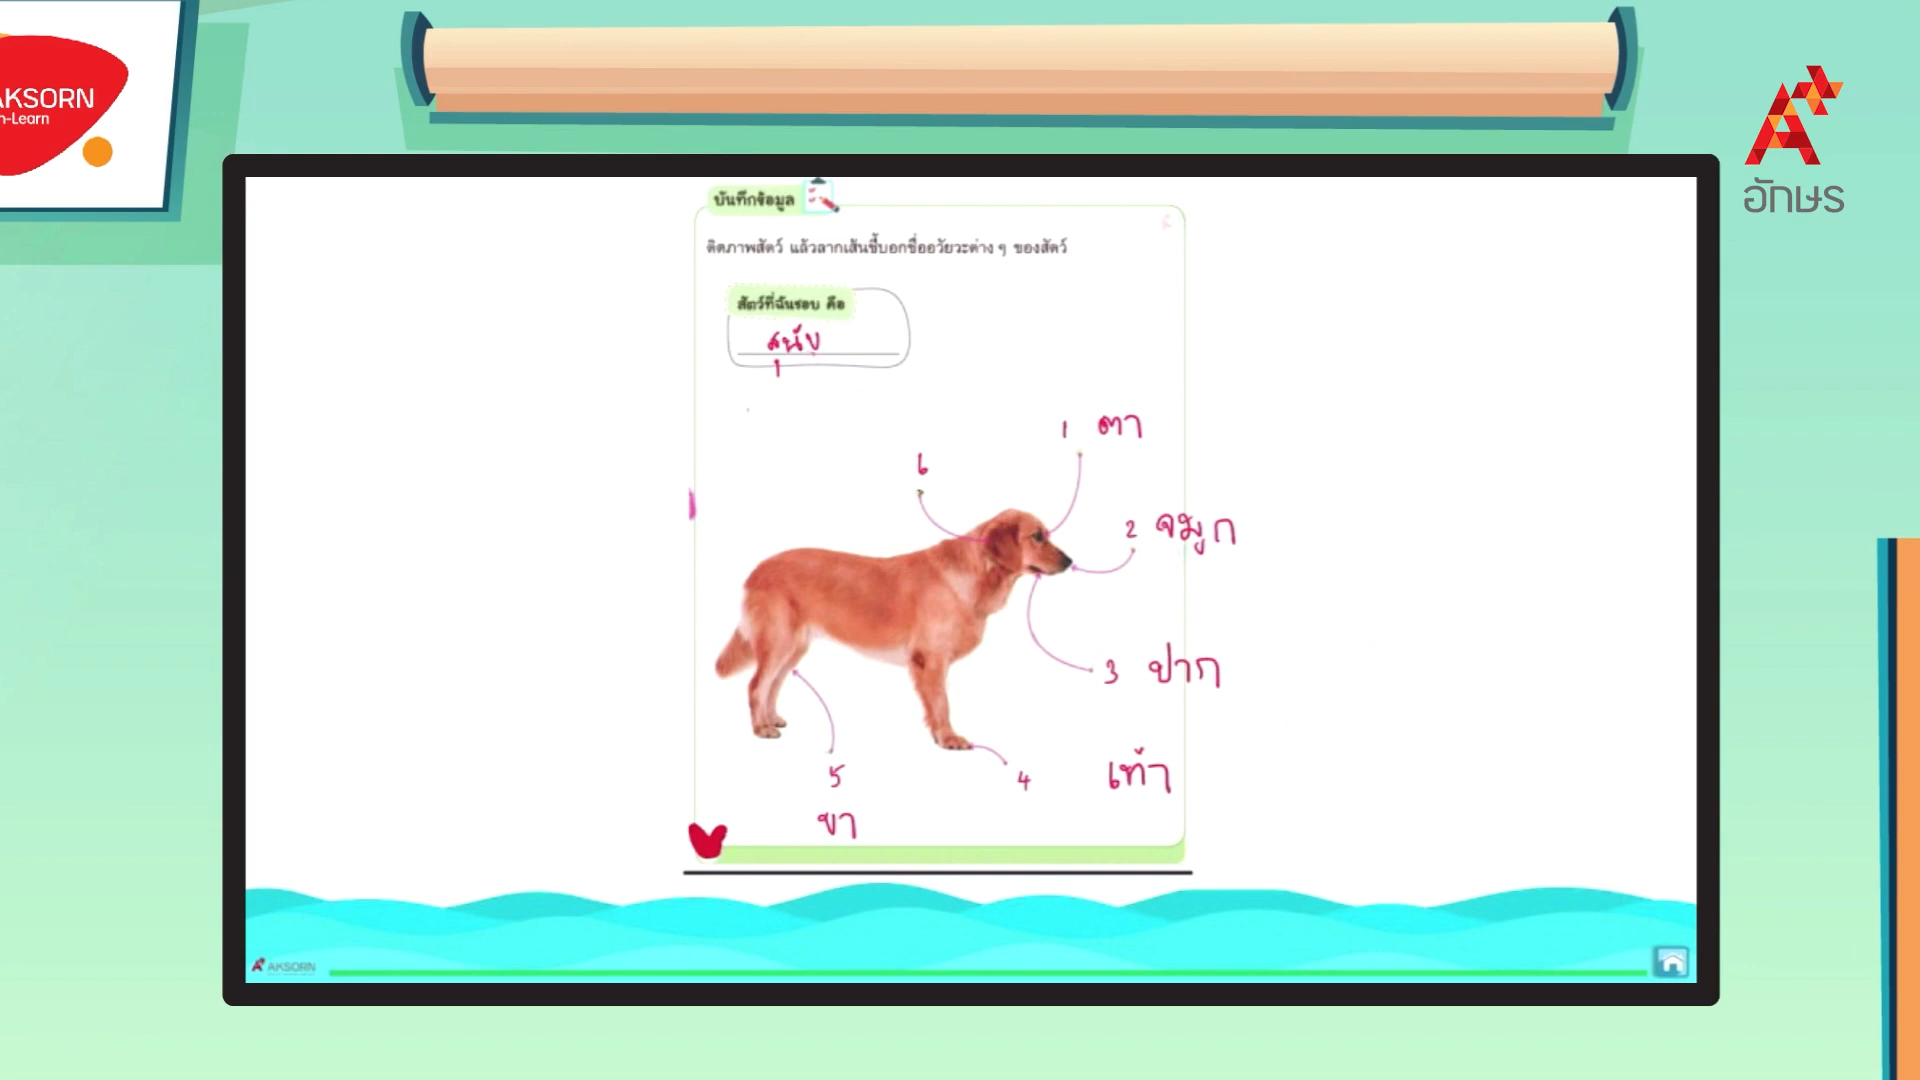 AKSORN
n-Learn
อักษร
บันทึกข้อมูล
ติดภาพสัตว์ แล้วลากเส้นชี้บอกชื่ออวัยวะต่าง ๆ ของสัตว์
สัตว์ที่ฉันชอบ คือ
สุนัข
1 ตา
6
2 จมูก
3 ปาก
4 เท้า
5
ขา
AKSORN